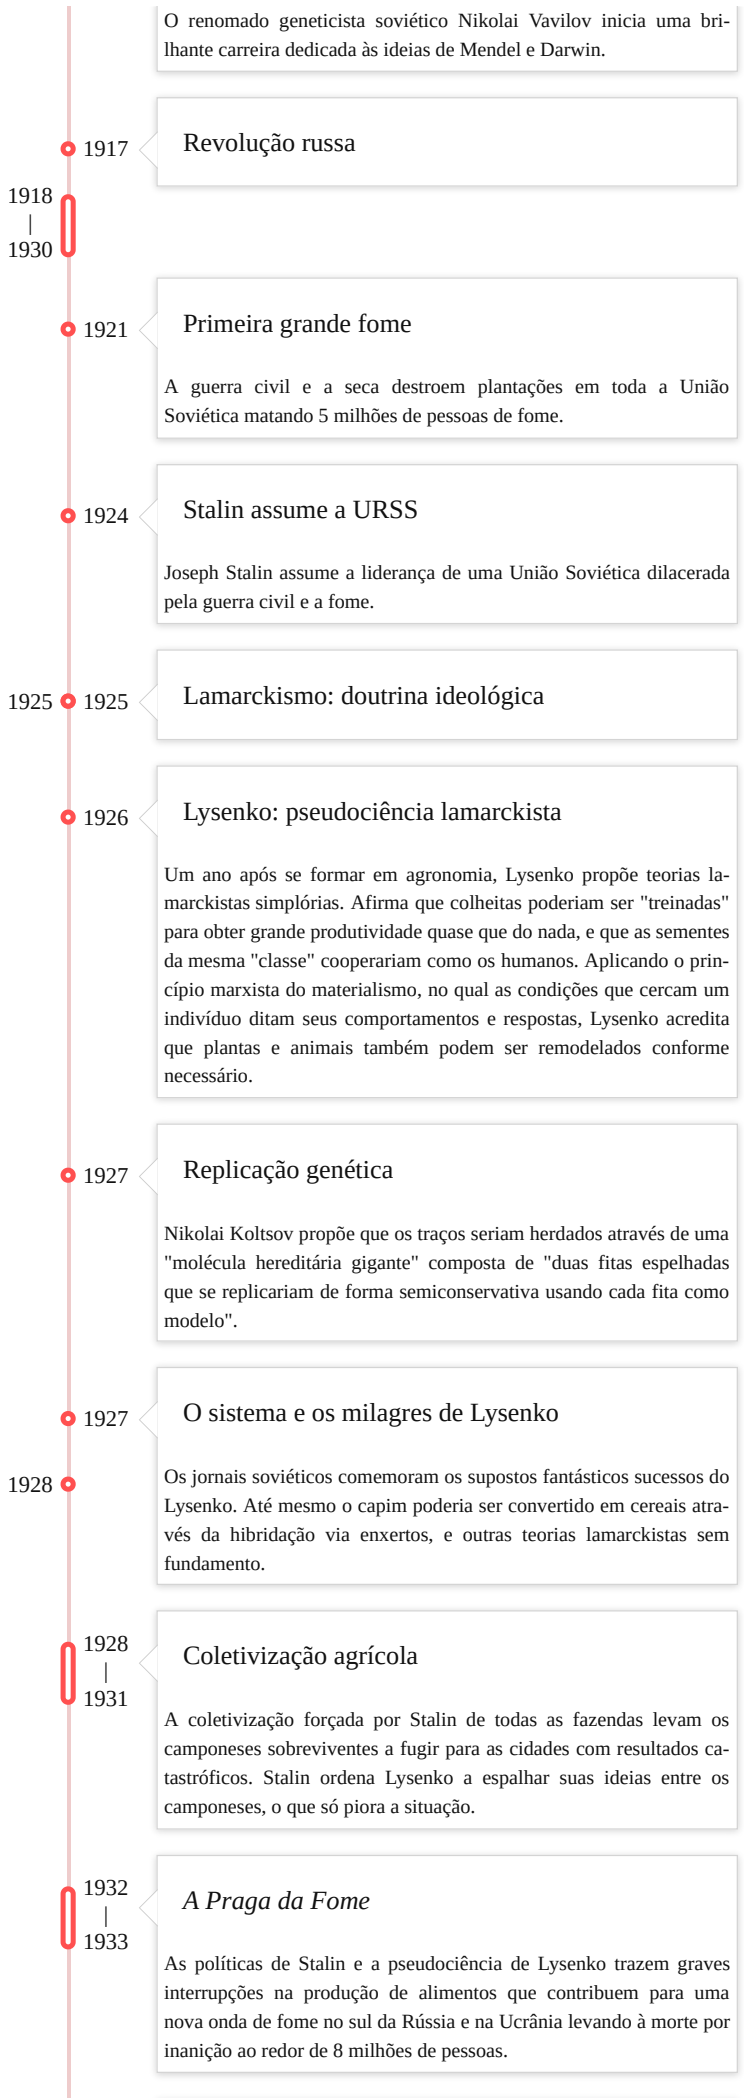 O renomado geneticista soviético Nikolai Vavilov inicia uma bri-
lhante carreira dedicada às ideias de Mendel e Darwin.
1917
Revolução russa
1918
|
1930
1921
Primeira grande fome
A guerra civil e a seca destroem plantações em toda a União
Soviética matando 5 milhões de pessoas de fome.
1924
Stalin assume a URSS
Joseph Stalin assume a liderança de uma União Soviética dilacerada
pela guerra civil e a fome.
1925
1925
Lamarckismo: doutrina ideológica
1926
Lysenko: pseudociência lamarckista
Um ano após se formar em agronomia, Lysenko propõe teorias la-
marckistas simplórias. Afirma que colheitas poderiam ser "treinadas"
para obter grande produtividade quase que do nada, e que as sementes
da mesma "classe" cooperariam como os humanos. Aplicando o prin-
cípio marxista do materialismo, no qual as condições que cercam um
indivíduo ditam seus comportamentos e respostas, Lysenko acredita
que plantas e animais também podem ser remodelados conforme
necessário.
1927
Replicação genética
Nikolai Koltsov propõe que os traços seriam herdados através de uma
"molécula hereditária gigante" composta de "duas fitas espelhadas
que se replicariam de forma semiconservativa usando cada fita como
modelo".
1927
O sistema e os milagres de Lysenko
1928
Os jornais soviéticos comemoram os supostos fantásticos sucessos do
Lysenko. Até mesmo o capim poderia ser convertido em cereais atra-
vés da hibridação via enxertos, e outras teorias lamarckistas sem
fundamento.
1928
|
1931
Coletivização agrícola
A coletivização forçada por Stalin de todas as fazendas levam os
camponeses sobreviventes a fugir para as cidades com resultados ca-
tastróficos. Stalin ordena Lysenko a espalhar suas ideias entre os
camponeses, o que só piora a situação.
1932
|
1933
A Praga da Fome
As políticas de Stalin e a pseudociência de Lysenko trazem graves
interrupções na produção de alimentos que contribuem para uma
nova onda de fome no sul da Rússia e na Ucrânia levando à morte por
inanição ao redor de 8 milhões de pessoas.